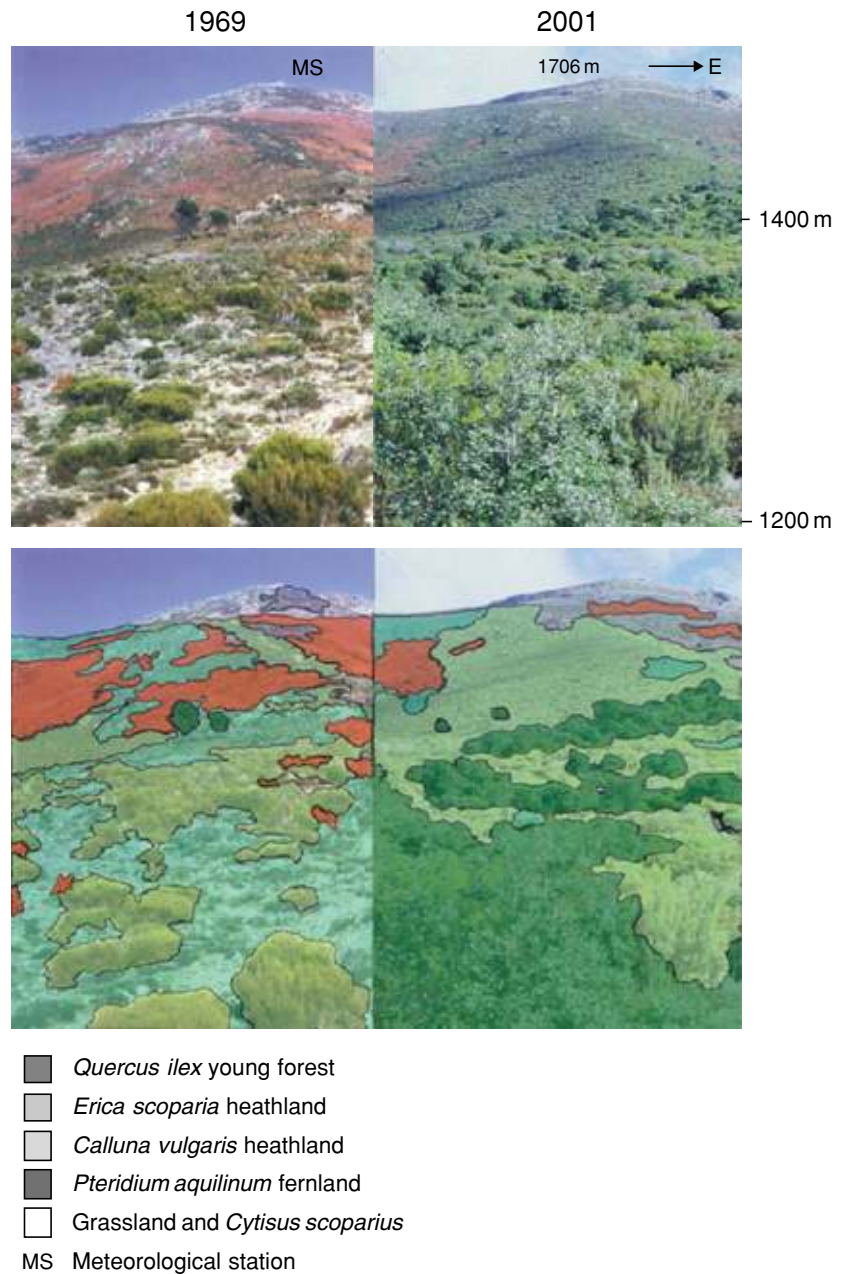 1969
2001
MS
1706 m
E
1400 m
1200 m
Quercus ilex young forest
Erica scoparia heathland
Calluna vulgaris heathland
Pteridium aquilinum fernland
Grassland and Cytisus scoparius
MS Meteorological station